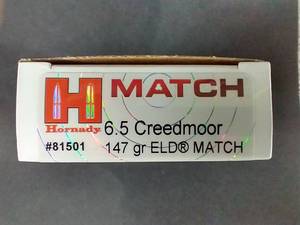 H MATCH
Hornady 6.5 Creedmoor
#81501 147 gr ELD® MATCH